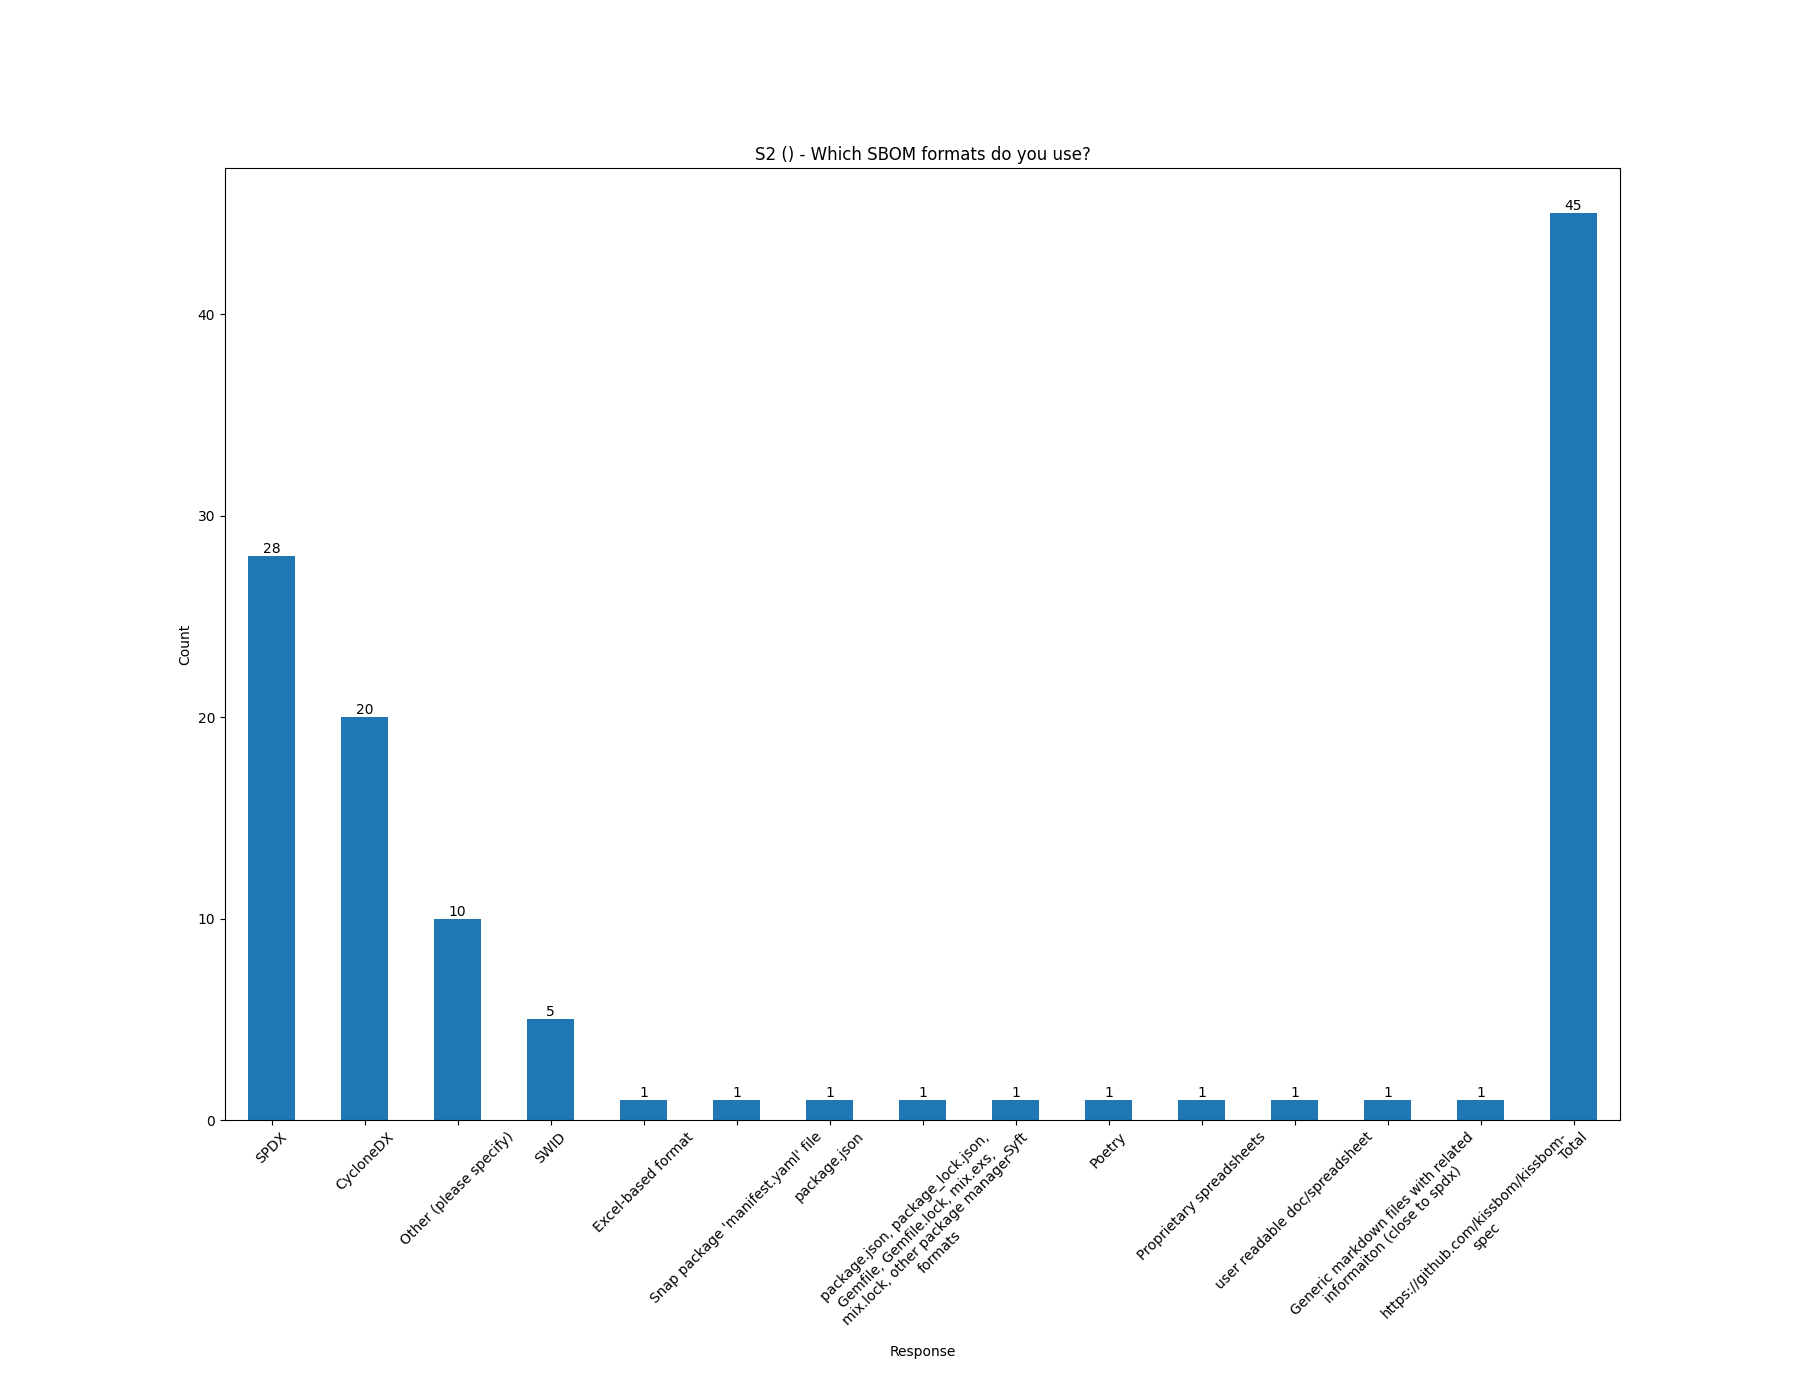 S2 () - Which SBOM formats do you use?
Count
40
30
20
10
0
28
20
10
5
1
1
1
1
1
1
1
1
1
1
45
SPDX
CycloneDX
Other (please specify)
SWID
Excel-based format
Snap package 'manifest.yaml' file
package.json
package.json, package_lock.json,
Gemfile, Gemfile.lock, mix.exs,
mix.lock, other package manager
formats
Syft
Poetry
Proprietary spreadsheets
user readable doc/spreadsheet
Generic markdown files with related
informaiton (close to spdx)
https://github.com/kissbom/kissbom-
spec
Total
Response